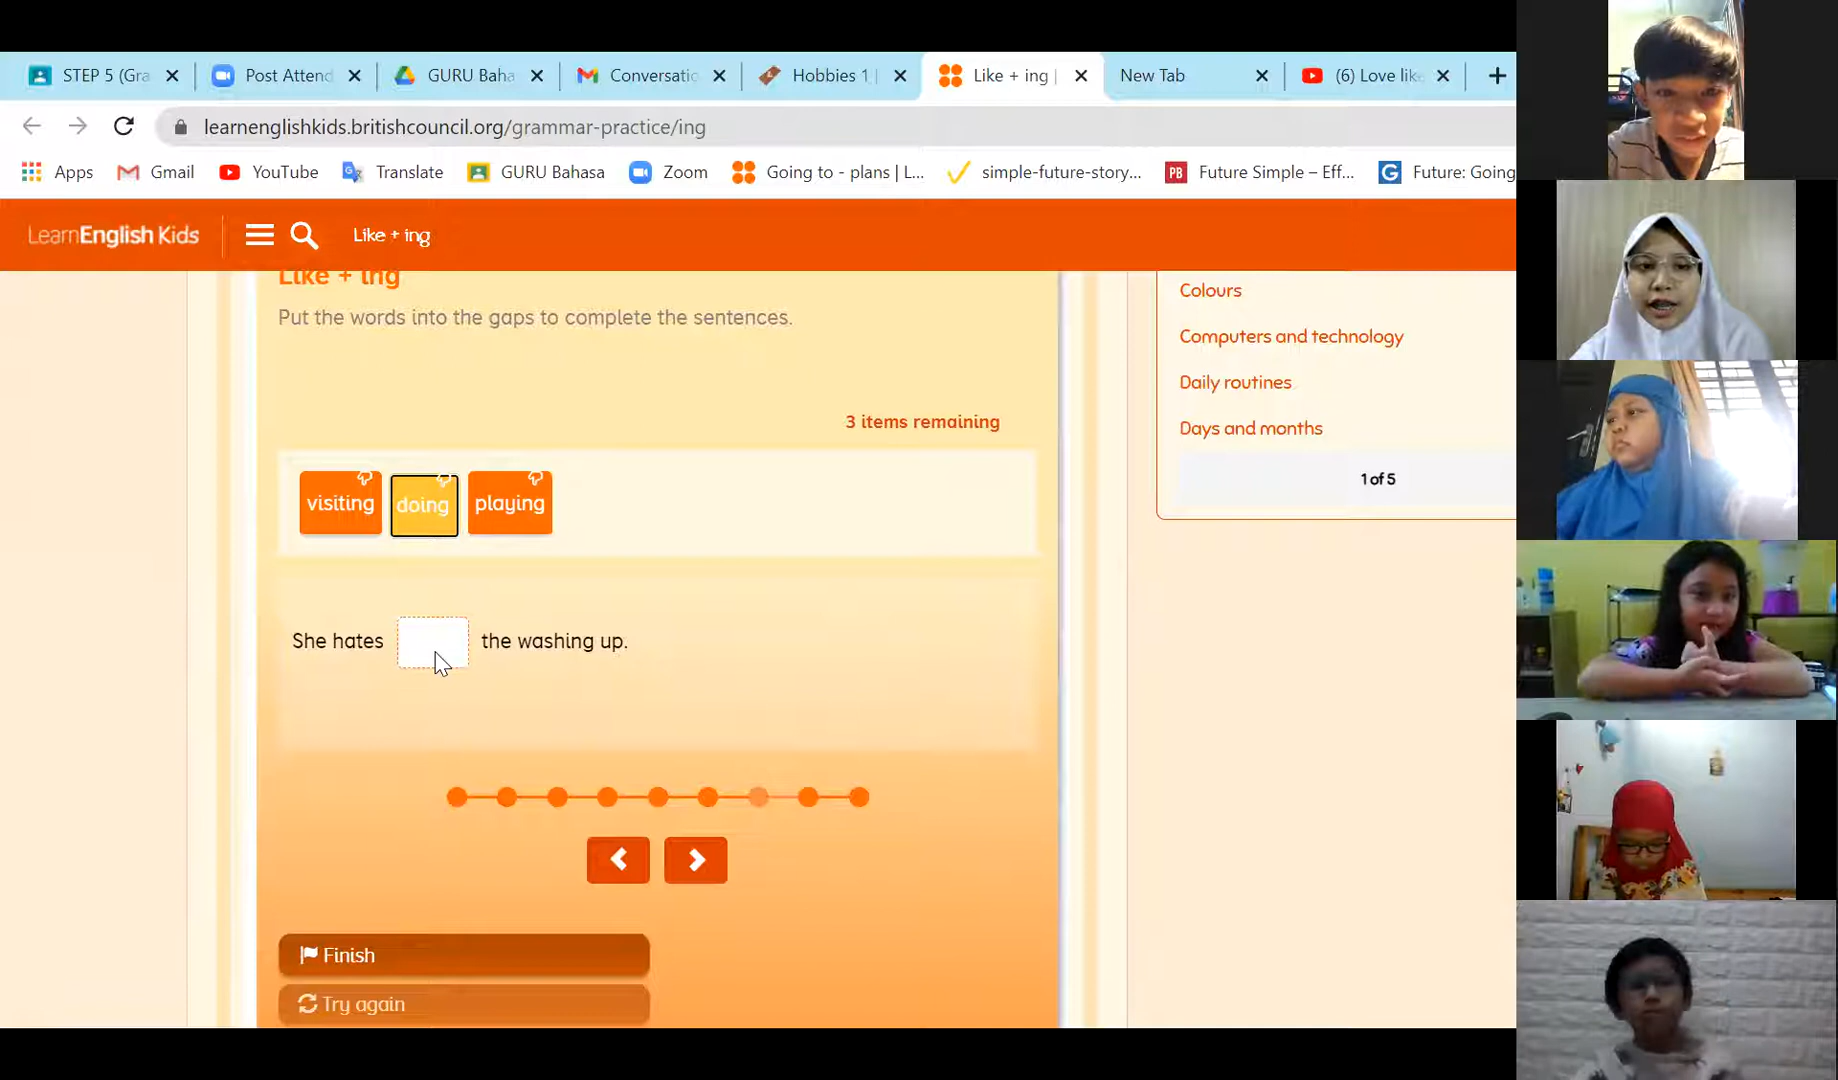 STEP 5 (Gra
Post Attend
GURU Baha
Conversatio
Hobbies 1 |
Like + ing |
New Tab
(6) Love like
learnenglishkids.britishcouncil.org/grammar-practice/ing
Apps
Gmail
YouTube
Translate
GURU Bahasa
Zoom
Going to - plans | L...
simple-future-story...
PB
Future Simple – Eff...
Future: Going
LearnEnglish Kids
Like + ing
Like + ing
Put the words into the gaps to complete the sentences.
3 items remaining
visiting
doing
playing
She hates the washing up.
Finish
Try again
Colours
Computers and technology
Daily routines
Days and months
1 of 5